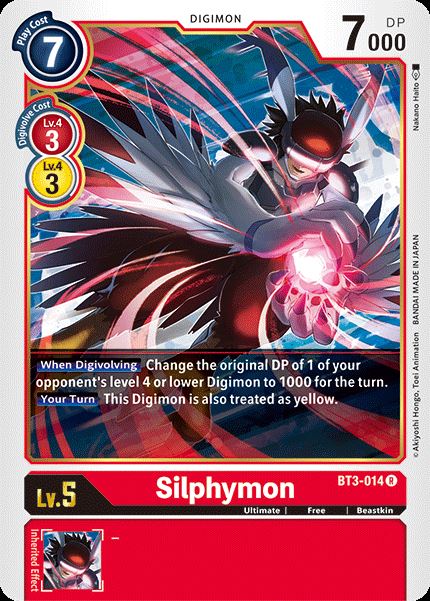 DIGIMON
Play Cost
7
DP
7000
Digivolve Cost
Lv.4
3
Lv.4
3
Nakano Haito
When Digivolving Change the original DP of 1 of your
opponent's level 4 or lower Digimon to 1000 for the turn.
Your Turn This Digimon is also treated as yellow.
©Akiyoshi Hongo, Toei Animation BANDAI MADE IN JAPAN
Lv.5
Silphymon
BT3-014 R
Ultimate | Free | Beastkin
Inherited Effect
–